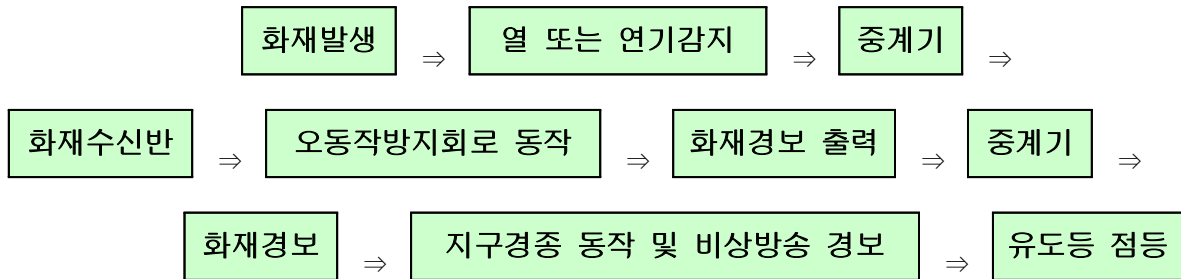 화재발생 ⇒ 열 또는 연기감지 ⇒ 중계기 ⇒
화재수신반 ⇒ 오동작방지회로 동작 ⇒ 화재경보 출력 ⇒ 중계기 ⇒
화재경보 ⇒ 지구경종 동작 및 비상방송 경보 ⇒ 유도등 점등